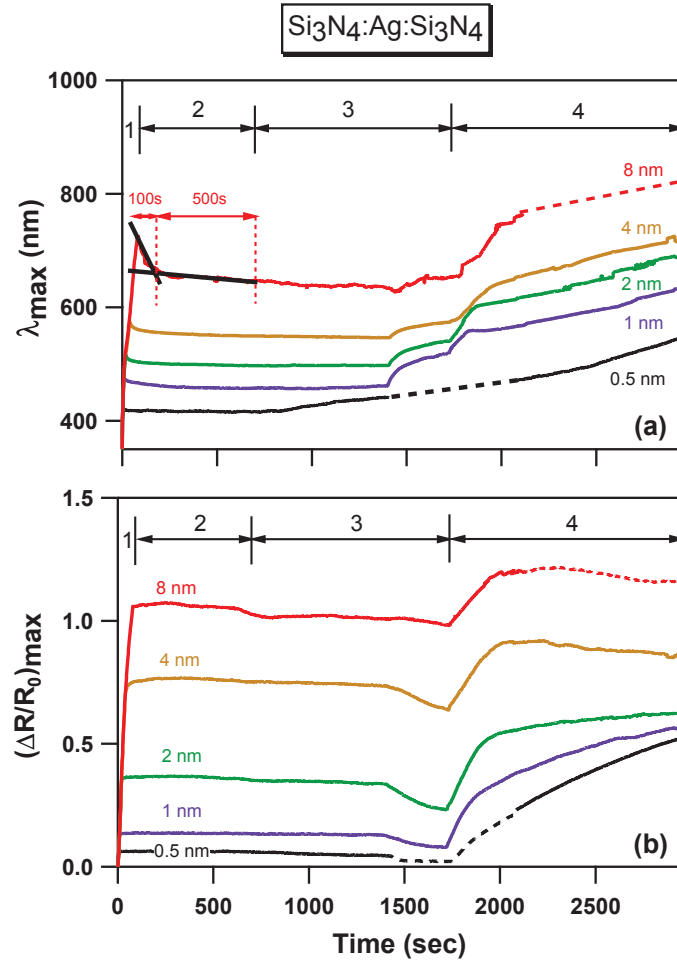 Si₃N₄:Ag:Si₃N₄
1000
800
600
400
λmax (nm)
1
2
3
4
100s
500s
8 nm
4 nm
2 nm
1 nm
0.5 nm
(a)
1.5
1.0
0.5
0.0
(ΔR/R₀)max
1
2
3
4
8 nm
4 nm
2 nm
1 nm
0.5 nm
(b)
0
500
1000
1500
2000
2500
Time (sec)